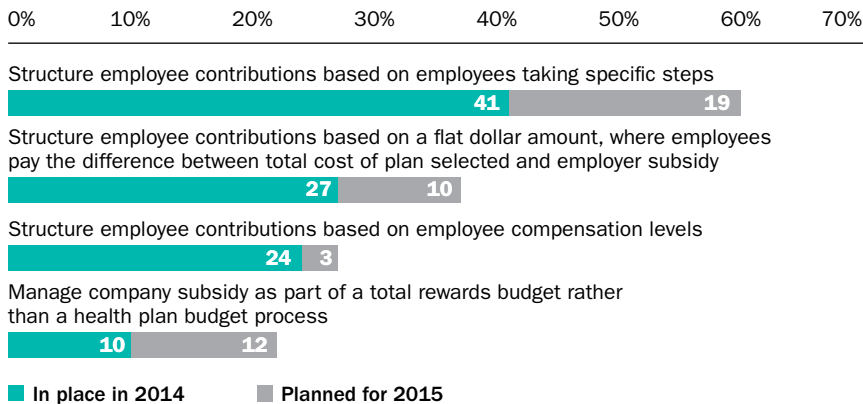 0% 10% 20% 30% 40% 50% 60% 70%
Structure employee contributions based on employees taking specific steps
41 19
Structure employee contributions based on a flat dollar amount, where employees
pay the difference between total cost of plan selected and employer subsidy
27 10
Structure employee contributions based on employee compensation levels
24 3
Manage company subsidy as part of a total rewards budget rather
than a health plan budget process
10 12
In place in 2014 Planned for 2015